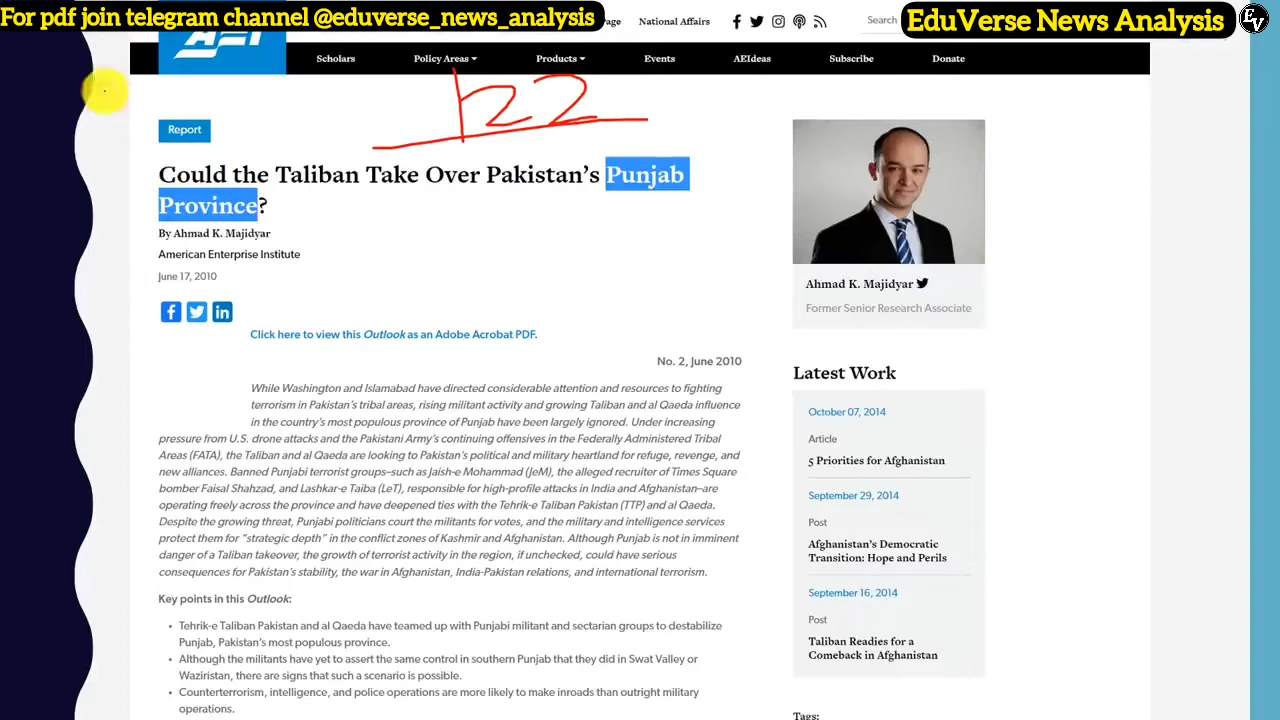 For pdf join telegram channel @eduverse_news_analysis
National Affairs
Search
EduVerse News Analysis
EV
AEI
Scholars
Policy Areas
Products
Events
AEIdeas
Subscribe
Donate
Report
Could the Taliban Take Over Pakistan’s Punjab
Province?
By Ahmad K. Majidyar
American Enterprise Institute
June 17, 2010
Click here to view this Outlook as an Adobe Acrobat PDF.
No. 2, June 2010
While Washington and Islamabad have directed considerable attention and resources to fighting
terrorism in Pakistan’s tribal areas, rising militant activity and growing Taliban and al Qaeda influence
in the country’s most populous province of Punjab have been largely ignored. Under increasing
pressure from U.S. drone attacks and the Pakistani Army’s continuing offensives in the Federally Administered Tribal
Areas (FATA), the Taliban and al Qaeda are looking to Pakistan’s political and military heartland for refuge, revenge, and
new alliances. Banned Punjabi terrorist groups–such as Jaish-e Mohammad (JeM), the alleged recruiter of Times Square
bomber Faisal Shahzad, and Lashkar-e Taiba (LeT), responsible for high-profile attacks in India and Afghanistan–are
operating freely across the province and have deepened ties with the Tehrik-e Taliban Pakistan (TTP) and al Qaeda.
Despite the growing threat, Punjabi politicians court the militants for votes, and the military and intelligence services
protect them for “strategic depth” in the conflict zones of Kashmir and Afghanistan. Although Punjab is not in imminent
danger of a Taliban takeover, the growth of terrorist activity in the region, if unchecked, could have serious
consequences for Pakistan’s stability, the war in Afghanistan, India-Pakistan relations, and international terrorism.
Key points in this Outlook:
Tehrik-e Taliban Pakistan and al Qaeda have teamed up with Punjabi militant and sectarian groups to destabilize
Punjab, Pakistan’s most populous province.
Although the militants have yet to assert the same control in southern Punjab that they did in Swat Valley or
Waziristan, there are signs that such a scenario is possible.
Counterterrorism, intelligence, and police operations are more likely to make inroads than outright military
operations.
Ahmad K. Majidyar
Former Senior Research Associate
Latest Work
October 07, 2014
Article
5 Priorities for Afghanistan
September 29, 2014
Post
Afghanistan’s Democratic
Transition: Hope and Perils
September 16, 2014
Post
Taliban Readies for a
Comeback in Afghanistan
Tags: